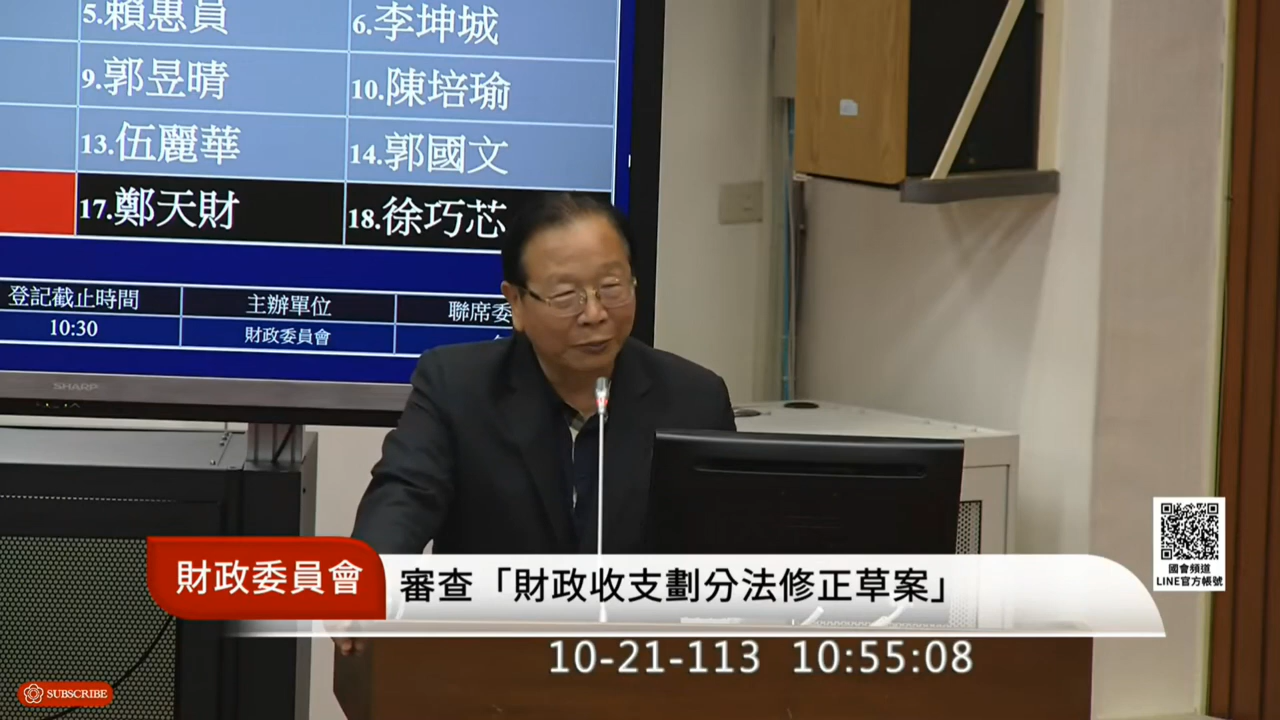 5.賴惠員
6.李坤城
9.郭昱晴
10.陳培瑜
13.伍麗華
14.郭國文
17.鄭天財
18.徐巧芯
登記截止時間
主辦單位
聯席委
10:30
財政委員會
SHARP
財政委員會
審查「財政收支劃分法修正草案」
國會頻道
LINE官方帳號
10-21-113 10:55:08
SUBSCRIBE